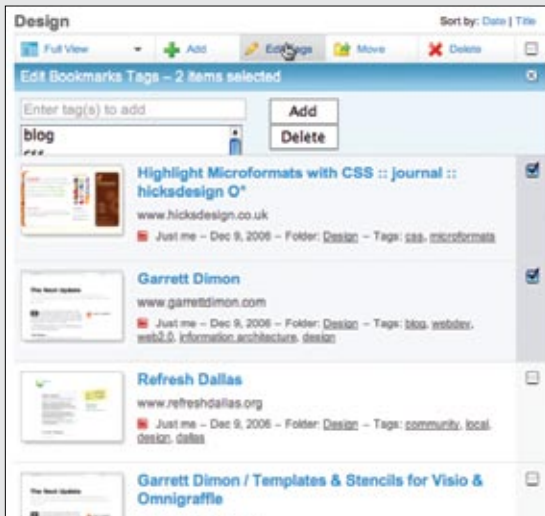 Design Sort by: Date | Title
Full View Add Edit Tags Move Delete
Edit Bookmarks Tags – 2 items selected
Enter tag(s) to add Add
blog Delete
css
Highlight Microformats with CSS :: journal ::
hicksdesign O*
www.hicksdesign.co.uk
Just me – Dec 9, 2006 – Folder: Design – Tags: css, microformats
Garrett Dimon
www.garrettdimon.com
Just me – Dec 9, 2006 – Folder: Design – Tags: blog, webdev,
web2.0, information architecture, design
Refresh Dallas
www.refreshdallas.org
Just me – Dec 9, 2006 – Folder: Design – Tags: community, local,
design, dallas
Garrett Dimon / Templates & Stencils for Visio &
Omnigraffle